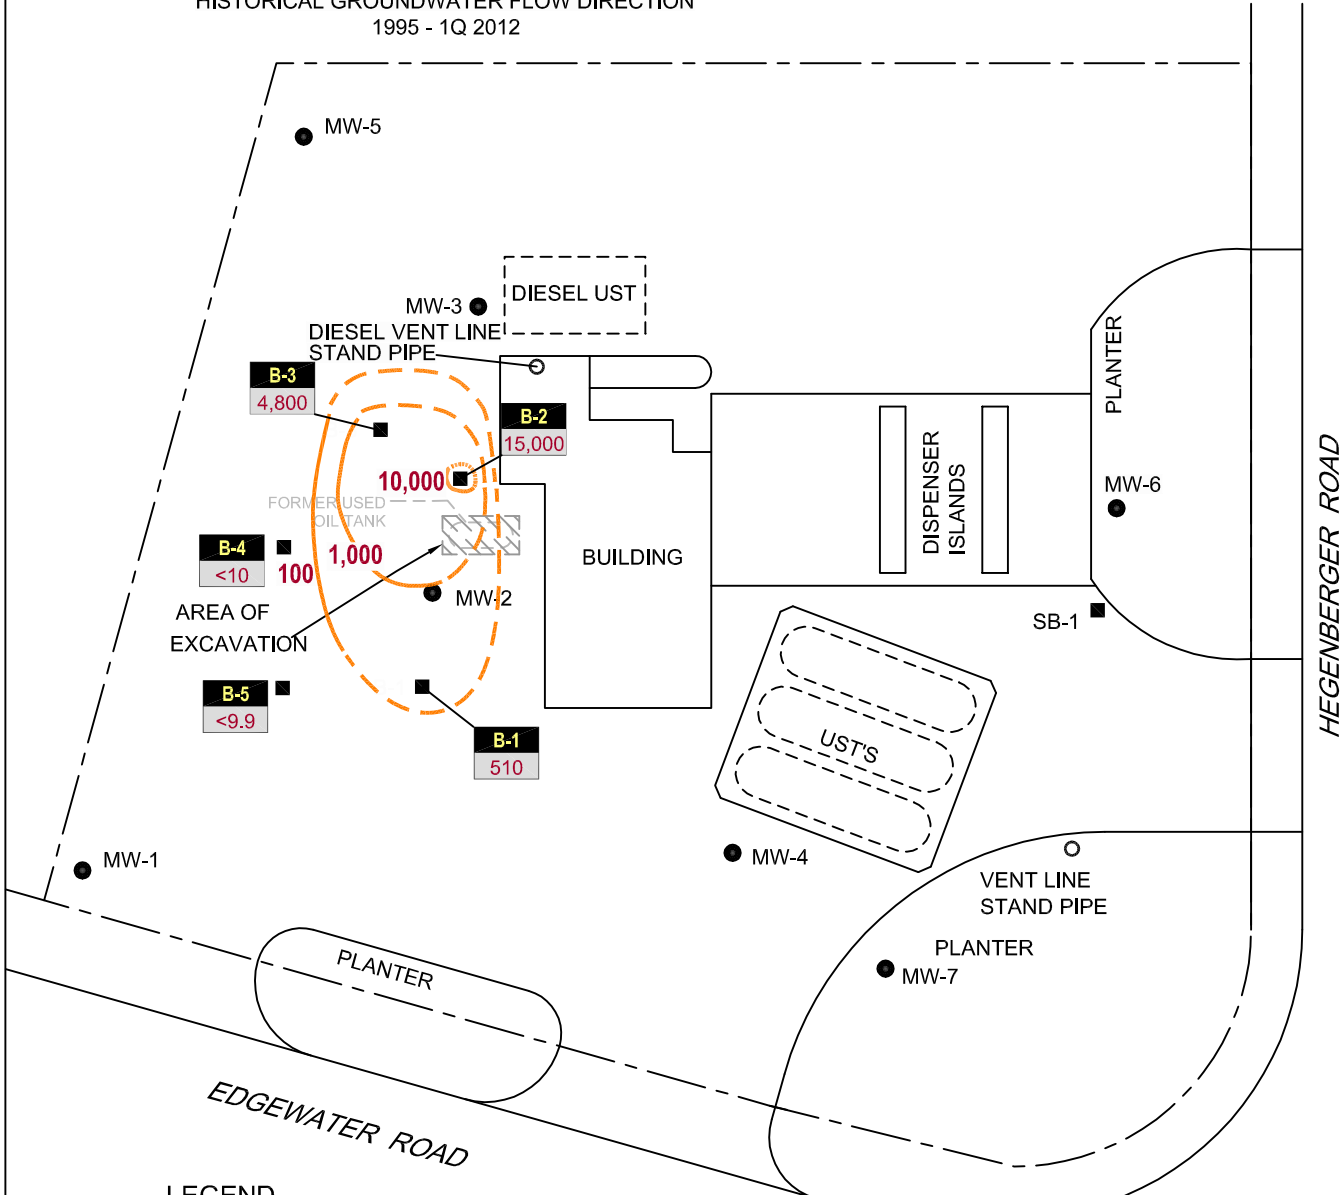 HISTORICAL GROUNDWATER FLOW DIRECTION
1995 - 1Q 2012
MW-5
MW-3
DIESEL UST
DIESEL VENT LINE
STAND PIPE
B-3
4,800
B-2
15,000
10,000
FORMER USED
OIL TANK
B-4
<10
100
1,000
AREA OF
EXCAVATION
MW-2
BUILDING
DISPENSER
ISLANDS
PLANTER
MW-6
SB-1
HEGENBERGER ROAD
B-5
<9.9
B-1
510
UST'S
MW-1
MW-4
VENT LINE
STAND PIPE
PLANTER
MW-7
PLANTER
EDGEWATER ROAD
LEGEND